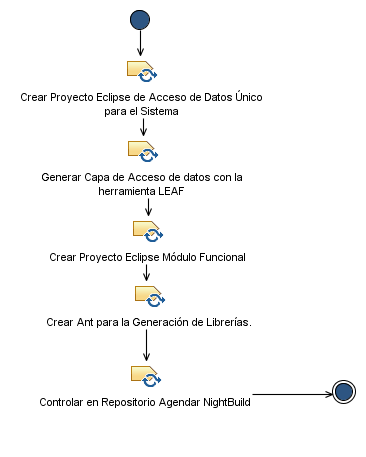 Crear Proyecto Eclipse de Acceso de Datos Único
para el Sistema
Generar Capa de Acceso de datos con la
herramienta LEAF
Crear Proyecto Eclipse Módulo Funcional
Crear Ant para la Generación de Librerías.
Controlar en Repositorio Agendar NightBuild